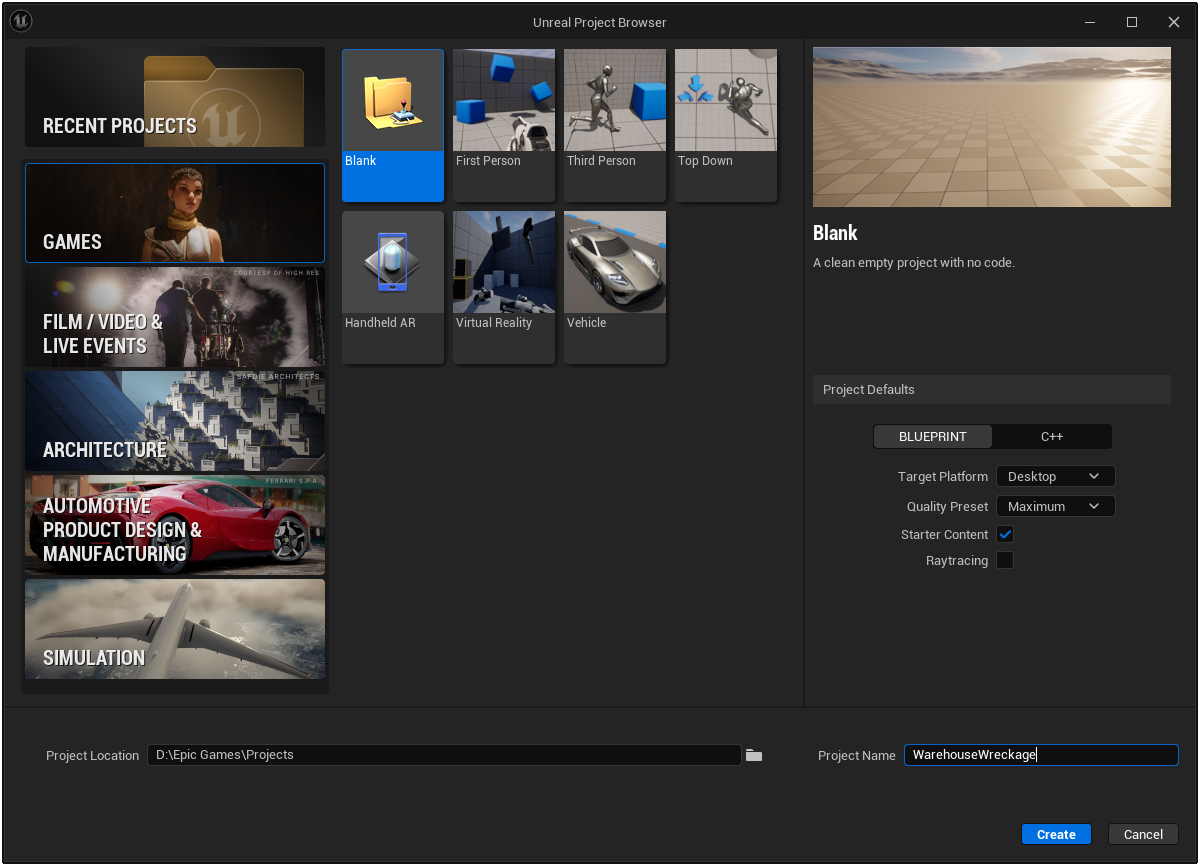 Unreal Project Browser
RECENT PROJECTS
GAMES
COURTESY OF HIGH RES
FILM / VIDEO &
LIVE EVENTS
SAFDIE ARCHITECTS
ARCHITECTURE
FERRARI S.P.A
AUTOMOTIVE
PRODUCT DESIGN &
MANUFACTURING
SIMULATION
Blank
First Person
Third Person
Top Down
Handheld AR
Virtual Reality
Vehicle
Blank
A clean empty project with no code.
Project Defaults
BLUEPRINT
C++
Target Platform
Desktop
Quality Preset
Maximum
Starter Content
Raytracing
Project Location
D:\Epic Games\Projects
Project Name
WarehouseWreckage
Create
Cancel